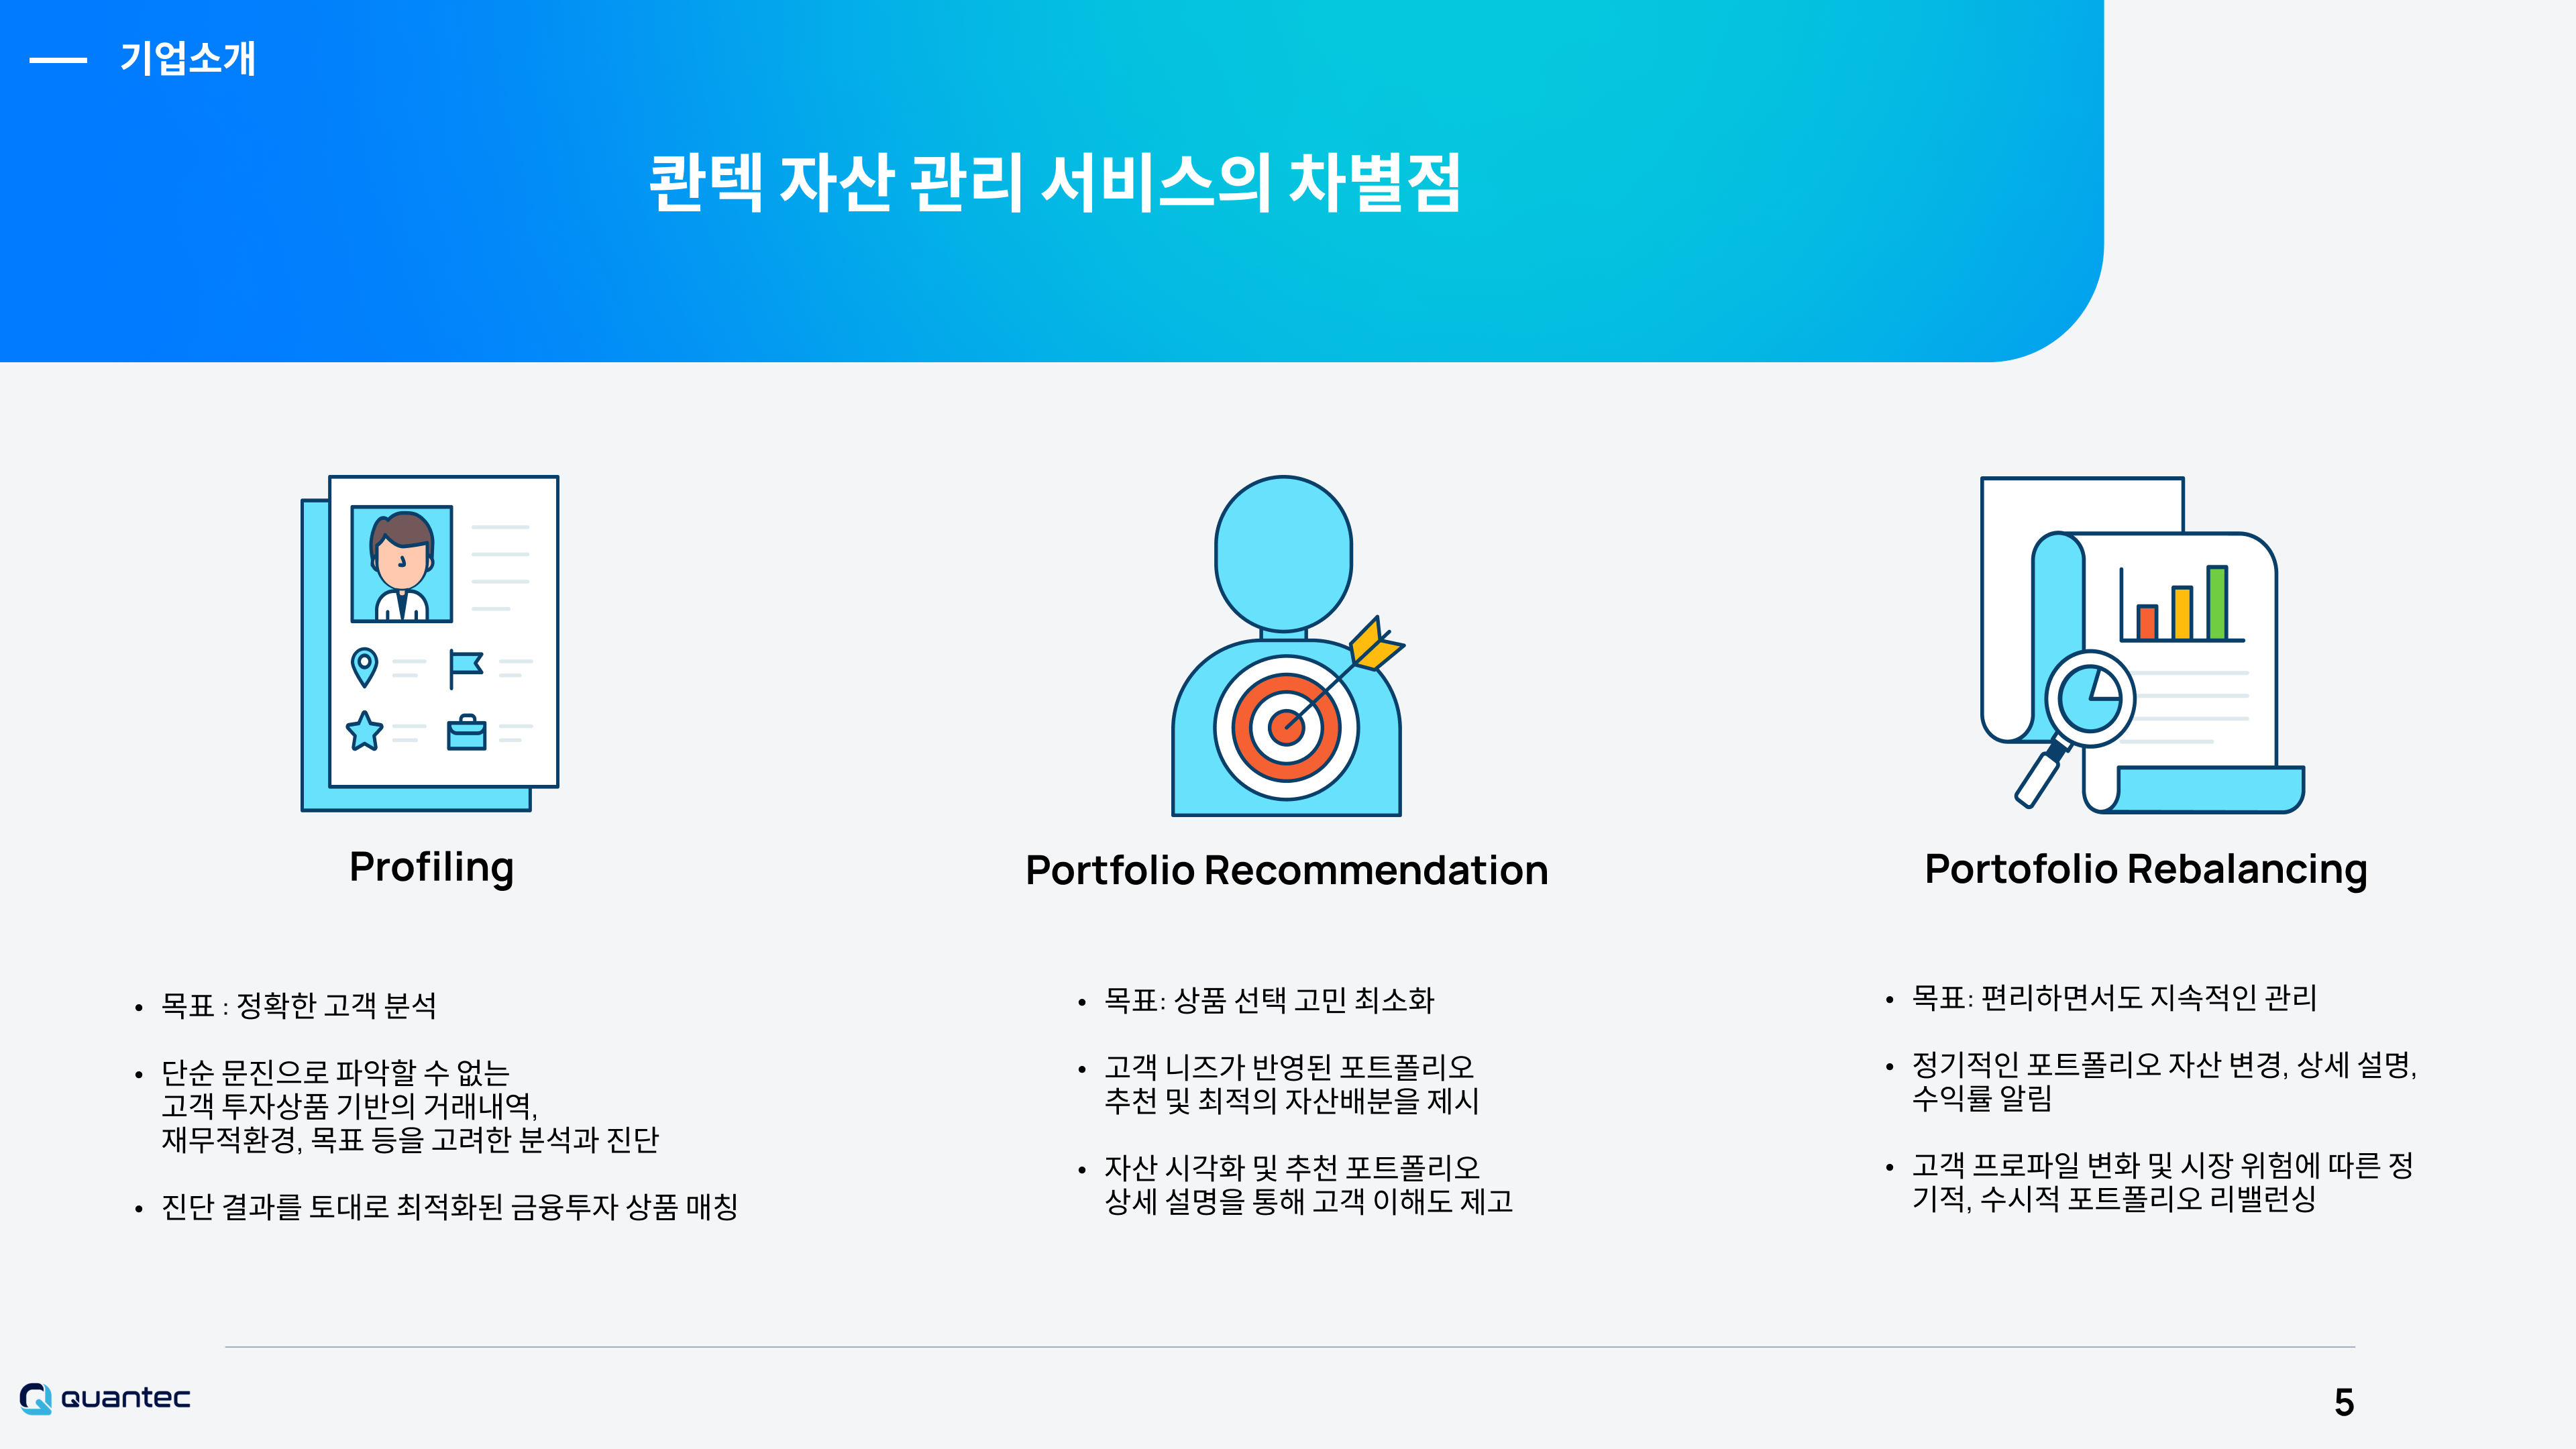 기업소개
콴텍 자산 관리 서비스의 차별점
Profiling
• 목표 : 정확한 고객 분석
• 단순 문진으로 파악할 수 없는
고객 투자상품 기반의 거래내역,
재무적환경, 목표 등을 고려한 분석과 진단
• 진단 결과를 토대로 최적화된 금융투자 상품 매칭
Portfolio Recommendation
• 목표: 상품 선택 고민 최소화
• 고객 니즈가 반영된 포트폴리오
추천 및 최적의 자산배분을 제시
• 자산 시각화 및 추천 포트폴리오
상세 설명을 통해 고객 이해도 제고
Portofolio Rebalancing
• 목표: 편리하면서도 지속적인 관리
• 정기적인 포트폴리오 자산 변경, 상세 설명,
수익률 알림
• 고객 프로파일 변화 및 시장 위험에 따른 정
기적, 수시적 포트폴리오 리밸런싱
quantec
5